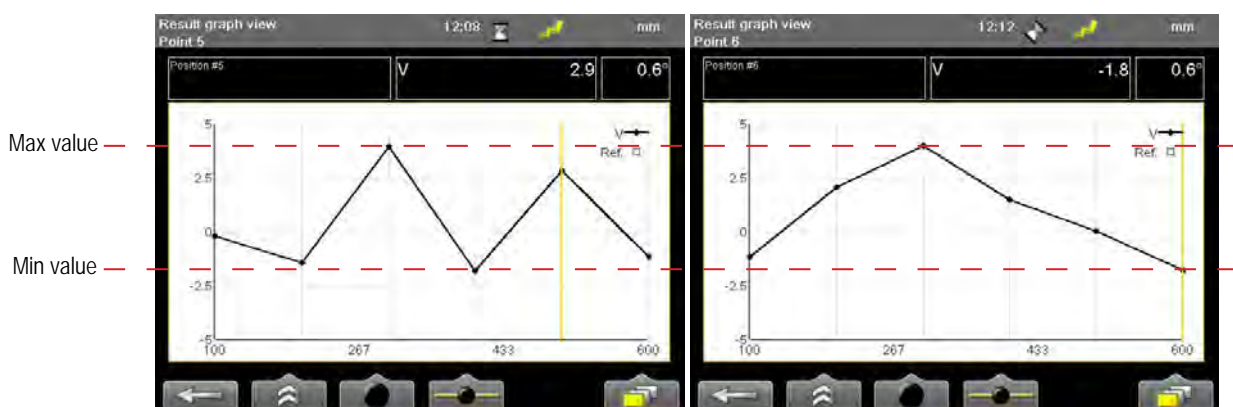 Result graph view 12:08 mm
Point 5
Position #5 V 2.9 0.6°
5
V
Max value
Ref.
2.5
0
Min value
-2.5
-5
100 267 433 600
Result graph view 12:12 mm
Point 6
Position #6 V -1.8 0.6°
5
V
Ref.
2.5
0
-2.5
-5
100 267 433 600